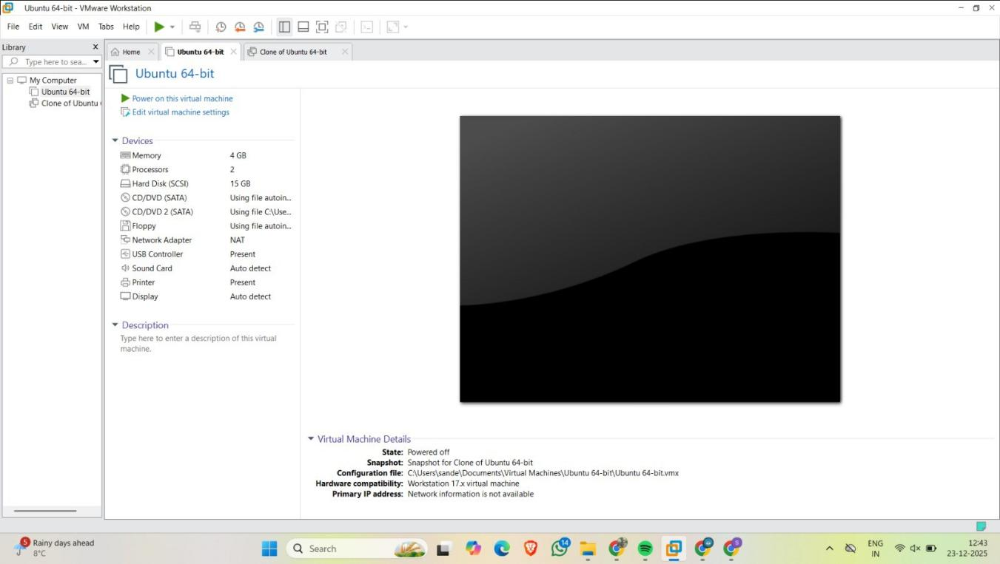 Ubuntu 64-bit - VMware Workstation
File Edit View VM Tabs Help
Library
Type here to sea...
My Computer
Ubuntu 64-bit
Clone of Ubuntu
Home
Ubuntu 64-bit
Clone of Ubuntu 64-bit
Ubuntu 64-bit
Power on this virtual machine
Edit virtual machine settings
Devices
Memory 4 GB
Processors 2
Hard Disk (SCSI) 15 GB
CD/DVD (SATA) Using file autoin...
CD/DVD 2 (SATA) Using file C:\Use...
Floppy Using file autoin...
Network Adapter NAT
USB Controller Present
Sound Card Auto detect
Printer Present
Display Auto detect
Description
Type here to enter a description of this virtual
machine.
Virtual Machine Details
State: Powered off
Snapshot: Snapshot for Clone of Ubuntu 64-bit
Configuration file: C:\Users\sande\Documents\Virtual Machines\Ubuntu 64-bit\Ubuntu 64-bit.vmx
Hardware compatibility: Workstation 17.x virtual machine
Primary IP address: Network information is not available
5
Rainy days ahead
8°C
Search
14
S
ENG
IN
12:43
23-12-2025